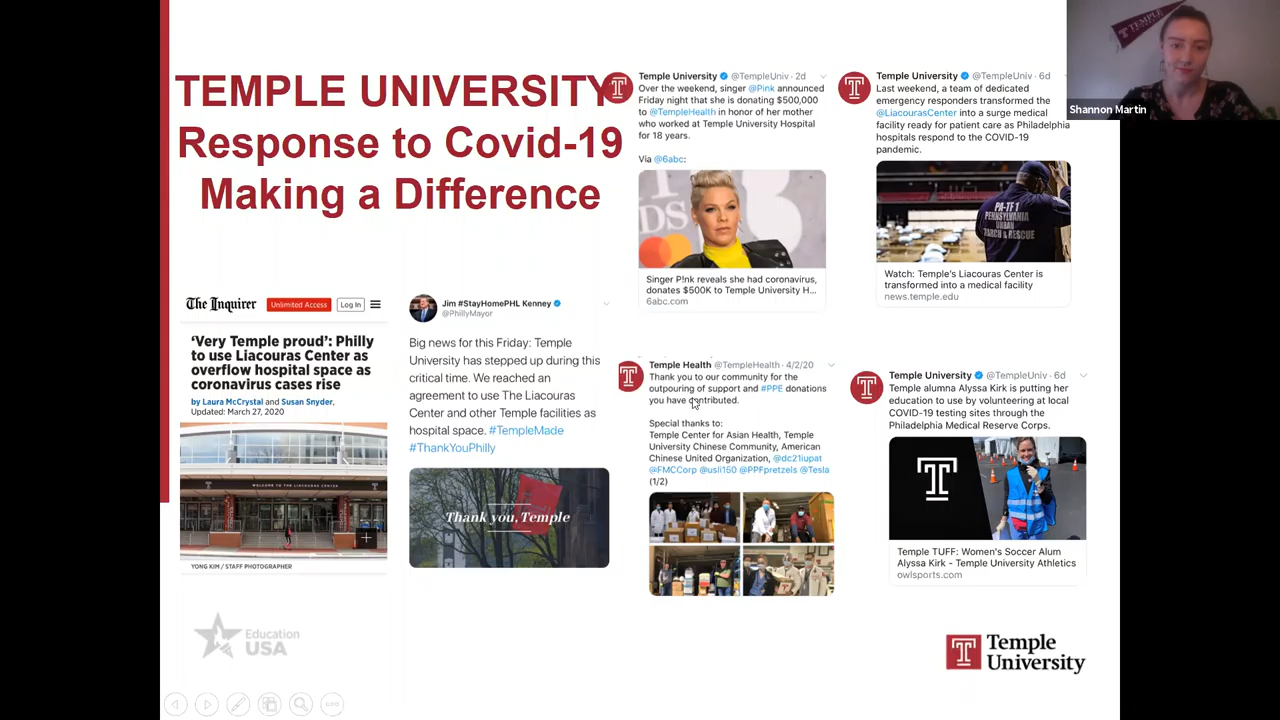 TEMPLE UNIVERSITY
Response to Covid-19
Making a Difference
Temple University @TempleUniv · 2d
Over the weekend, singer @Pink announced
Friday night that she is donating $500,000
to @TempleHealth in honor of her mother
who worked at Temple University Hospital
for 18 years.
Via @6abc:
Singer P!nk reveals she had coronavirus,
donates $500K to Temple University H...
6abc.com
Temple University @TempleUniv · 6d
Last weekend, a team of dedicated
emergency responders transformed the
@LiacourasCenter into a surge medical
facility ready for patient care as Philadelphia
hospitals respond to the COVID-19
pandemic.
PA-TF 1
PENNSYLVANIA
URBAN
SEARCH & RESCUE
Watch: Temple's Liacouras Center is
transformed into a medical facility
news.temple.edu
TEMPLE
Shannon Martin
The Inquirer
Unlimited Access
Log In
‘Very Temple proud’: Philly
to use Liacouras Center as
overflow hospital space as
coronavirus cases rise
by Laura McCrystal and Susan Snyder,
Updated: March 27, 2020
WELCOME TO THE LIACOURAS CENTER
YONG KIM / STAFF PHOTOGRAPHER
Jim #StayHomePHL Kenney
@PhillyMayor
Big news for this Friday: Temple
University has stepped up during this
critical time. We reached an
agreement to use The Liacouras
Center and other Temple facilities as
hospital space. #TempleMade
#ThankYouPhilly
Thank you, Temple
Temple Health @TempleHealth · 4/2/20
Thank you to our community for the
outpouring of support and #PPE donations
you have contributed.
Special thanks to:
Temple Center for Asian Health, Temple
University Chinese Community, American
Chinese United Organization, @dc21iupat
@FMCCorp @usli150 @PPFpretzels @Tesla
(1/2)
Temple University @TempleUniv · 6d
Temple alumna Alyssa Kirk is putting her
education to use by volunteering at local
COVID-19 testing sites through the
Philadelphia Medical Reserve Corps.
Temple TUFF: Women's Soccer Alum
Alyssa Kirk - Temple University Athletics
owlsports.com
Education
USA
Temple
University